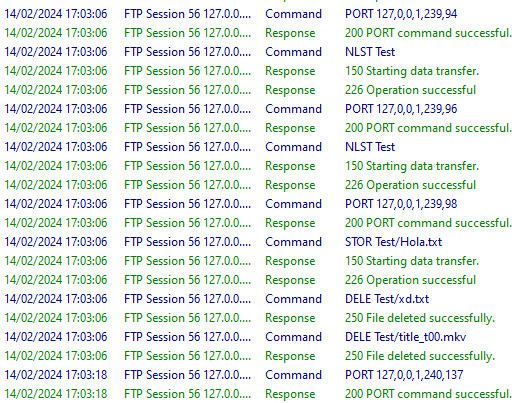 14/02/2024 17:03:06 FTP Session 56 127.0.0.... Command PORT 127,0,0,1,239,94
14/02/2024 17:03:06 FTP Session 56 127.0.0.... Response 200 PORT command successful.
14/02/2024 17:03:06 FTP Session 56 127.0.0.... Command NLST Test
14/02/2024 17:03:06 FTP Session 56 127.0.0.... Response 150 Starting data transfer.
14/02/2024 17:03:06 FTP Session 56 127.0.0.... Response 226 Operation successful
14/02/2024 17:03:06 FTP Session 56 127.0.0.... Command PORT 127,0,0,1,239,96
14/02/2024 17:03:06 FTP Session 56 127.0.0.... Response 200 PORT command successful.
14/02/2024 17:03:06 FTP Session 56 127.0.0.... Command NLST Test
14/02/2024 17:03:06 FTP Session 56 127.0.0.... Response 150 Starting data transfer.
14/02/2024 17:03:06 FTP Session 56 127.0.0.... Response 226 Operation successful
14/02/2024 17:03:06 FTP Session 56 127.0.0.... Command PORT 127,0,0,1,239,98
14/02/2024 17:03:06 FTP Session 56 127.0.0.... Response 200 PORT command successful.
14/02/2024 17:03:06 FTP Session 56 127.0.0.... Command STOR Test/Hola.txt
14/02/2024 17:03:06 FTP Session 56 127.0.0.... Response 150 Starting data transfer.
14/02/2024 17:03:06 FTP Session 56 127.0.0.... Response 226 Operation successful
14/02/2024 17:03:06 FTP Session 56 127.0.0.... Command DELE Test/xd.txt
14/02/2024 17:03:06 FTP Session 56 127.0.0.... Response 250 File deleted successfully.
14/02/2024 17:03:06 FTP Session 56 127.0.0.... Command DELE Test/title_t00.mkv
14/02/2024 17:03:06 FTP Session 56 127.0.0.... Response 250 File deleted successfully.
14/02/2024 17:03:18 FTP Session 56 127.0.0.... Command PORT 127,0,0,1,240,137
14/02/2024 17:03:18 FTP Session 56 127.0.0.... Response 200 PORT command successful.